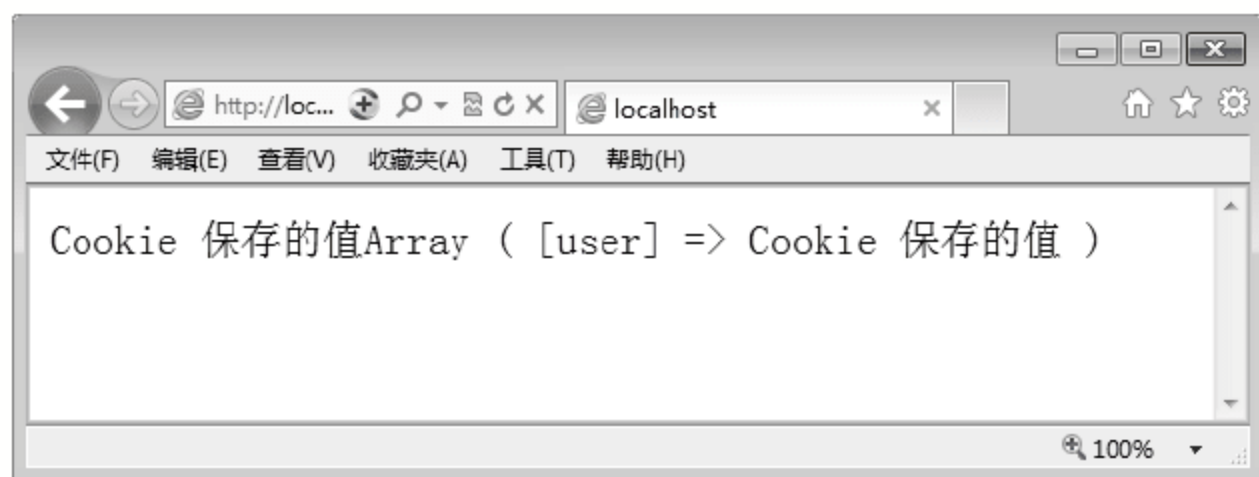 http://loc...
localhost
文件(F) 编辑(E) 查看(V) 收藏夹(A) 工具(T) 帮助(H)
Cookie 保存的值Array ( [user] => Cookie 保存的值 )
100%